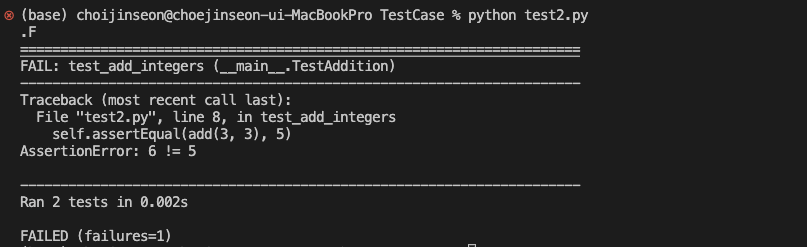 (base) choijinseon@choejinseon-ui-MacBookPro TestCase % python test2.py
.F
======================================================================
FAIL: test_add_integers (__main__.TestAddition)
----------------------------------------------------------------------
Traceback (most recent call last):
  File "test2.py", line 8, in test_add_integers
    self.assertEqual(add(3, 3), 5)
AssertionError: 6 != 5

----------------------------------------------------------------------
Ran 2 tests in 0.002s

FAILED (failures=1)